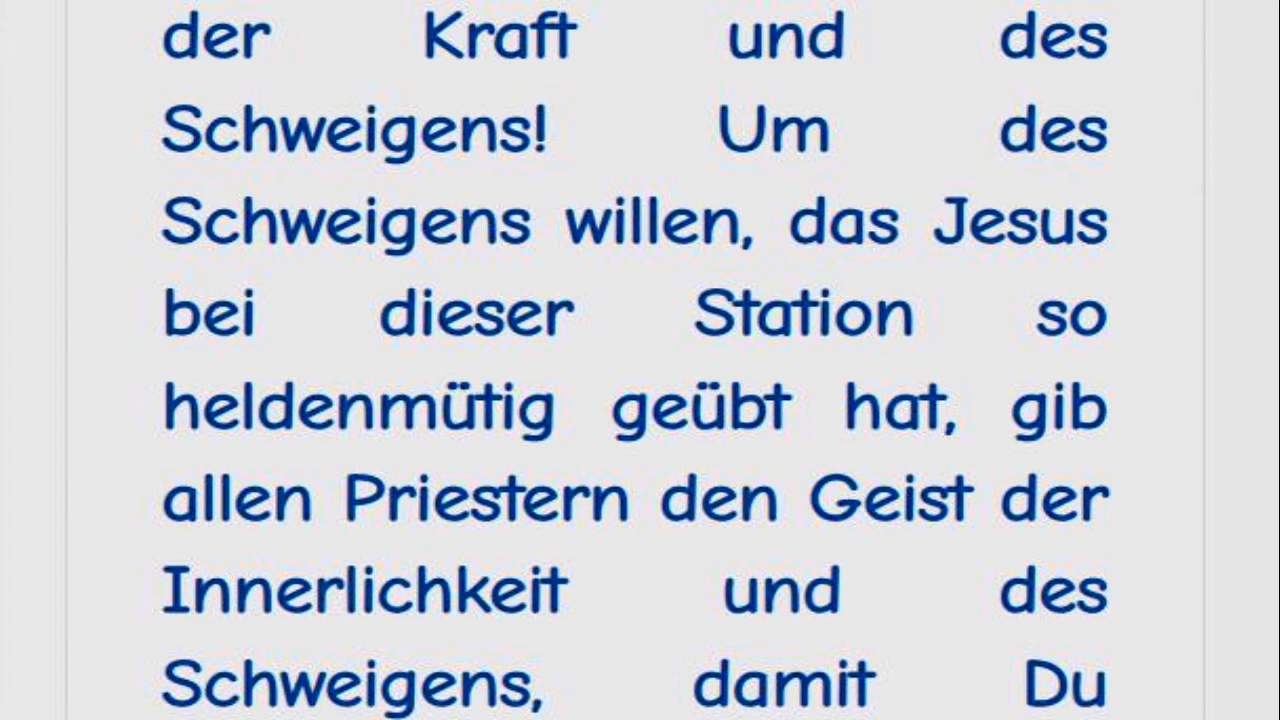 der Kraft und des
Schweigens! Um des
Schweigens willen, das Jesus
bei dieser Station so
heldenmütig geübt hat, gib
allen Priestern den Geist der
Innerlichkeit und des
Schweigens, damit Du